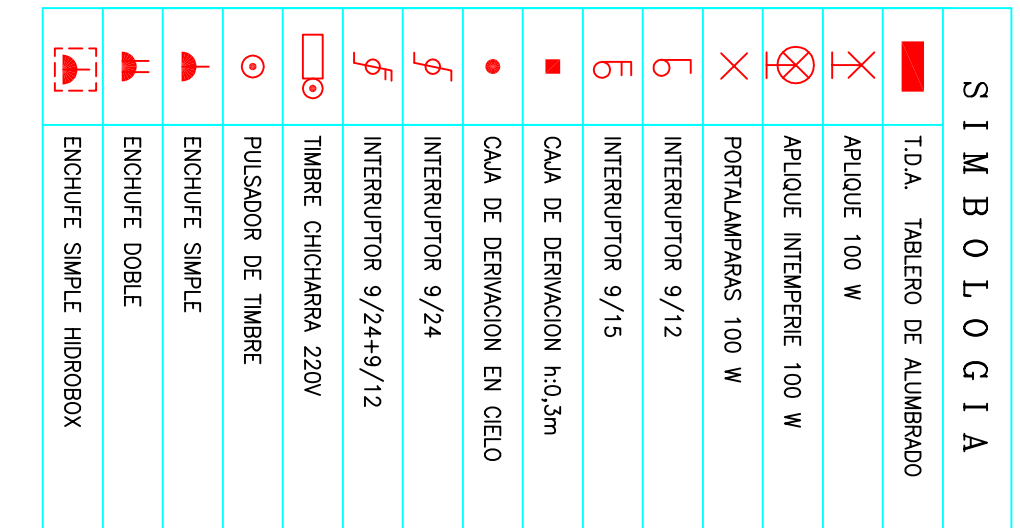 S I M B O L O G I A
T.D.A. TABLERO DE ALUMBRADO
APLIQUE 100 W
APLIQUE INTEMPERIE 100 W
PORTALAMPARAS 100 W
INTERRUPTOR 9/12
INTERRUPTOR 9/15
CAJA DE DERIVACION h:0,3m
CAJA DE DERIVACION EN CIELO
INTERRUPTOR 9/24
INTERRUPTOR 9/24+9/12
TIMBRE CHICHARRA 220V
PULSADOR DE TIMBRE
ENCHUFE SIMPLE
ENCHUFE DOBLE
ENCHUFE SIMPLE HIDROBOX